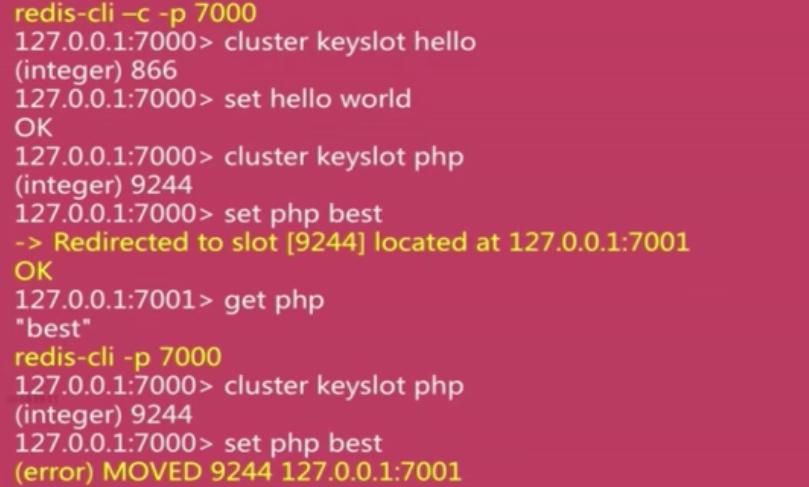 redis-cli –c -p 7000
127.0.0.1:7000> cluster keyslot hello
(integer) 866
127.0.0.1:7000> set hello world
OK
127.0.0.1:7000> cluster keyslot php
(integer) 9244
127.0.0.1:7000> set php best
-> Redirected to slot [9244] located at 127.0.0.1:7001
OK
127.0.0.1:7001> get php
"best"
redis-cli -p 7000
127.0.0.1:7000> cluster keyslot php
(integer) 9244
127.0.0.1:7000> set php best
(error) MOVED 9244 127.0.0.1:7001